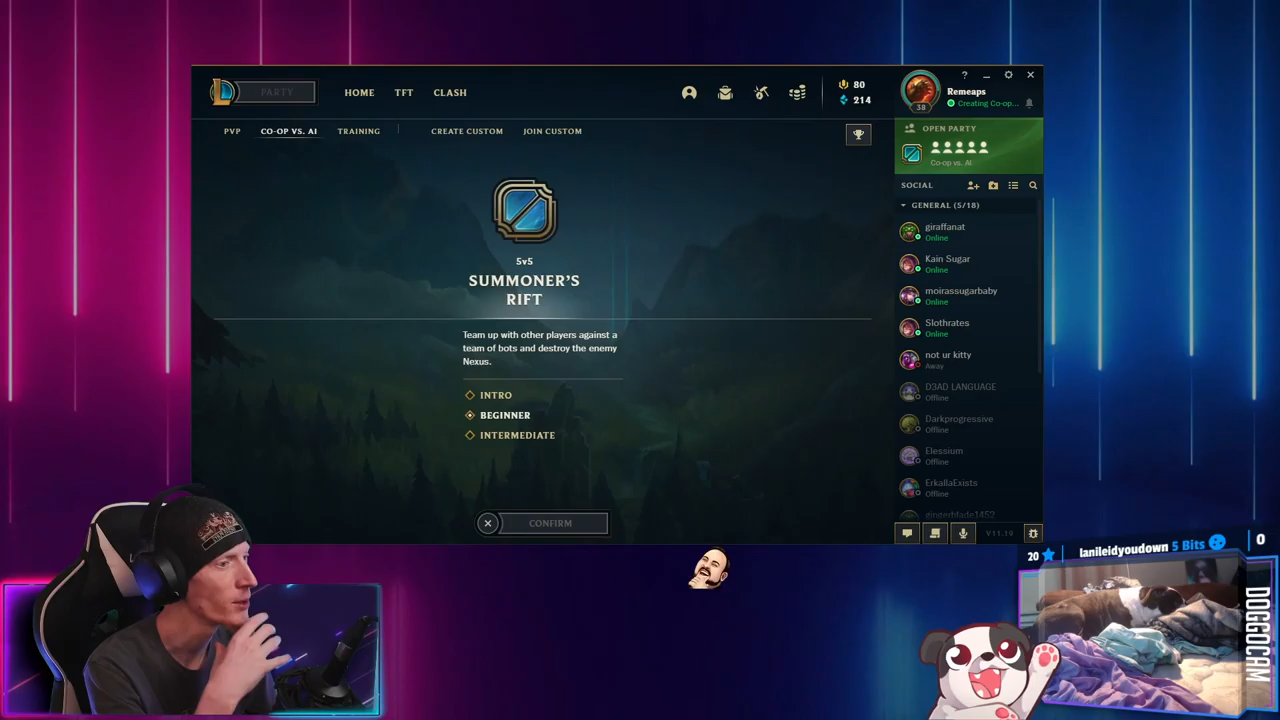 PARTY
HOME
TFT
CLASH
80
214
?
38
Remeaps
Creating Co-op...
PVP
CO-OP VS. AI
TRAINING
CREATE CUSTOM
JOIN CUSTOM
OPEN PARTY
Co-op vs. AI
SOCIAL
GENERAL (5/18)
giraffanat
Online
Kain Sugar
Online
moirassugarbaby
Online
Slothrates
Online
not ur kitty
Away
D3AD LANGUAGE
Offline
Darkprogressive
Offline
Elessium
Offline
ErkallaExists
Offline
gingerblade1452
V11.19
5v5
SUMMONER'S
RIFT
Team up with other players against a
team of bots and destroy the enemy
Nexus.
INTRO
BEGINNER
INTERMEDIATE
CONFIRM
20
lanileidyoudown 5 Bits
0
DOGGOCAM